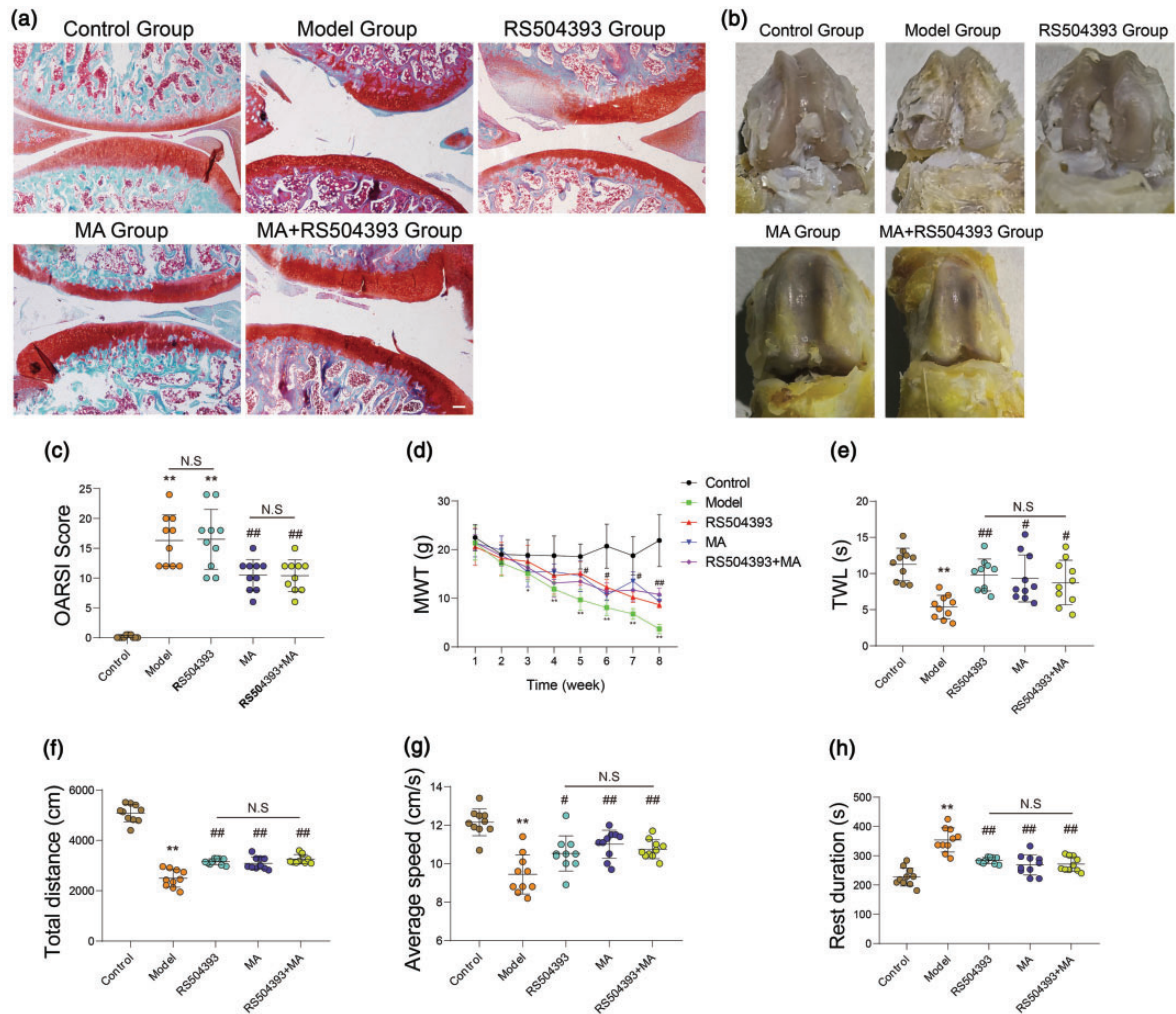 (a)
Control Group
Model Group
RS504393 Group
MA Group
MA+RS504393 Group
(b)
Control Group
Model Group
RS504393 Group
MA Group
MA+RS504393 Group
(c)
OARSI Score
25
20
15
10
5
0
N.S
**
**
N.S
##
##
Control
Model
RS504393
MA
RS504393+MA
(d)
MWT (g)
30
20
10
0
1 2 3 4 5 6 7 8
Time (week)
Control
Model
RS504393
MA
RS504393+MA
*
**
#
**
#
**
#
**
##
**
(e)
TWL (s)
20
15
10
5
0
N.S
**
##
#
#
Control
Model
RS504393
MA
RS504393+MA
(f)
Total distance (cm)
6000
4000
2000
0
N.S
**
##
##
##
Control
Model
RS504393
MA
RS504393+MA
(g)
Average speed (cm/s)
14
12
10
8
6
N.S
**
#
##
##
Control
Model
RS504393
MA
RS504393+MA
(h)
Rest duration (s)
500
400
300
200
100
0
N.S
**
##
##
##
Control
Model
RS504393
MA
RS504393+MA